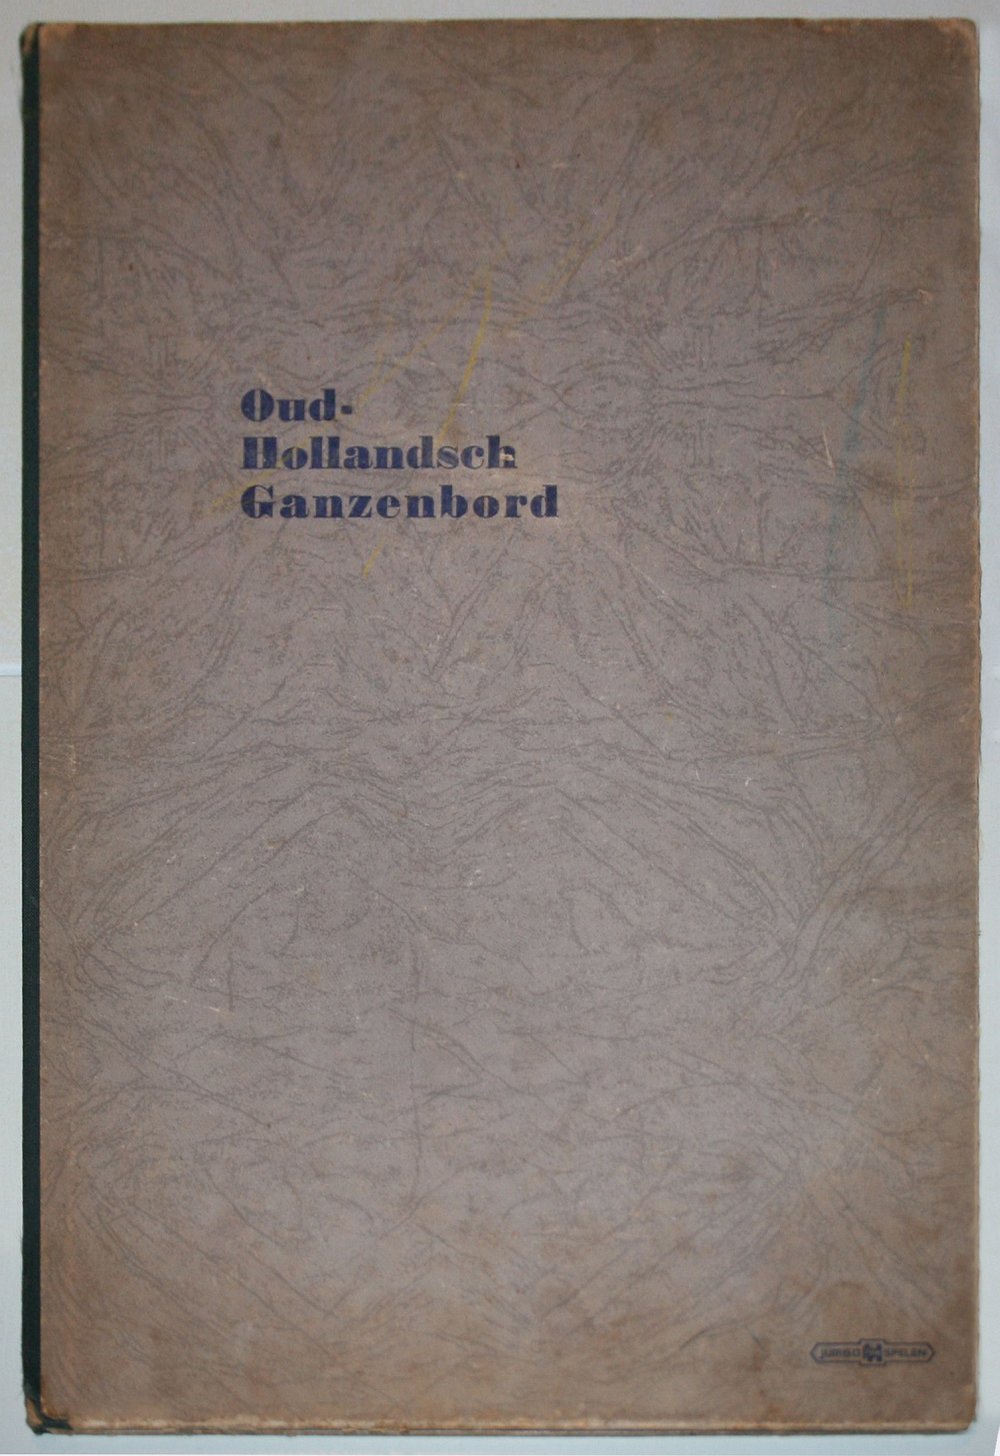 Oud-
Hollandsch
Ganzenbord
JUMBO SPELEN